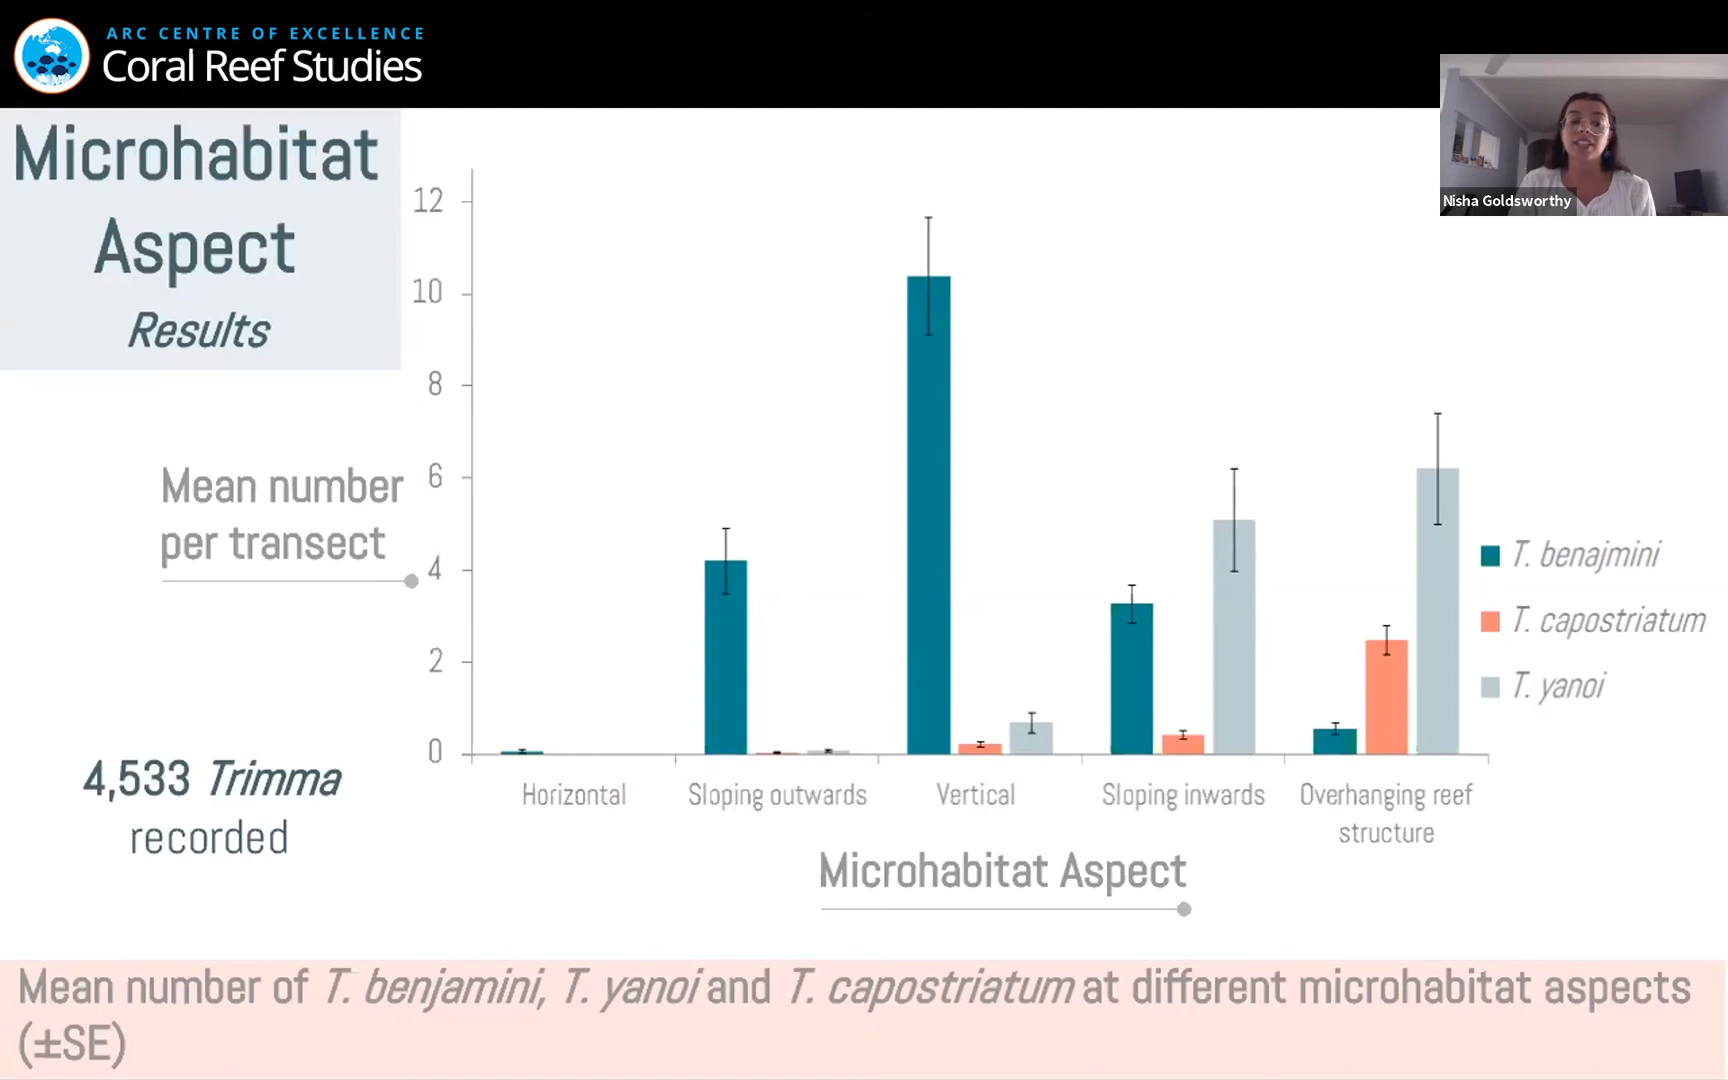 ARC CENTRE OF EXCELLENCE
Coral Reef Studies
Nisha Goldsworthy
Microhabitat
Aspect
Results
12
10
8
6
4
2
0
Mean number
per transect
4,533 Trimma
recorded
T. benajmini
T. capostriatum
T. yanoi
Horizontal
Sloping outwards
Vertical
Sloping inwards
Overhanging reef
structure
Microhabitat Aspect
Mean number of T. benjamini, T. yanoi and T. capostriatum at different microhabitat aspects
(±SE)